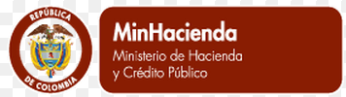 REPÚBLICA
DE COLOMBIA
MinHacienda
Ministerio de Hacienda
y Crédito Público